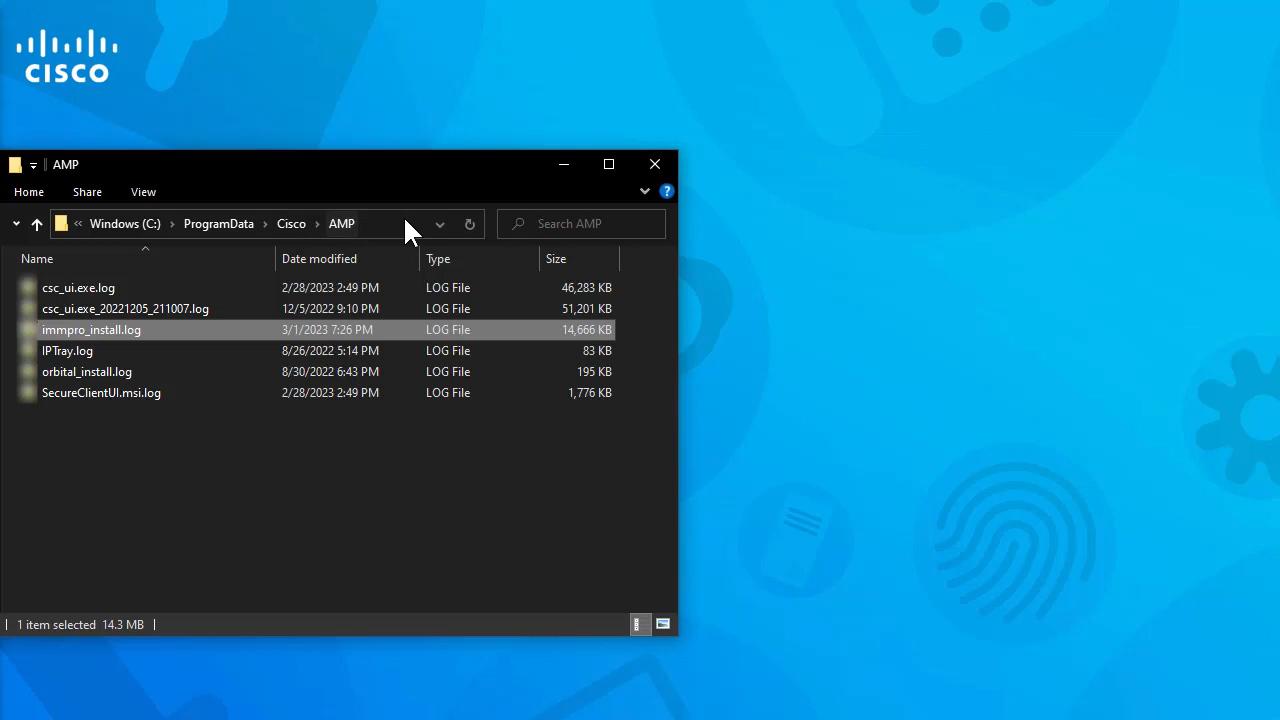 CISCO
AMP
Home Share View
Windows (C:) ProgramData Cisco AMP Search AMP
Name Date modified Type Size
csc_ui.exe.log 2/28/2023 2:49 PM LOG File 46,283 KB
csc_ui.exe_20221205_211007.log 12/5/2022 9:10 PM LOG File 51,201 KB
immpro_install.log 3/1/2023 7:26 PM LOG File 14,666 KB
IPTray.log 8/26/2022 5:14 PM LOG File 83 KB
orbital_install.log 8/30/2022 6:43 PM LOG File 195 KB
SecureClientUI.msi.log 2/28/2023 2:49 PM LOG File 1,776 KB
1 item selected 14.3 MB